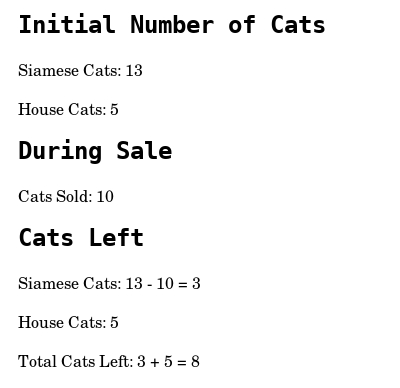 Initial Number of Cats
Siamese Cats: 13
House Cats: 5
During Sale
Cats Sold: 10
Cats Left
Siamese Cats: 13 - 10 = 3
House Cats: 5
Total Cats Left: 3 + 5 = 8